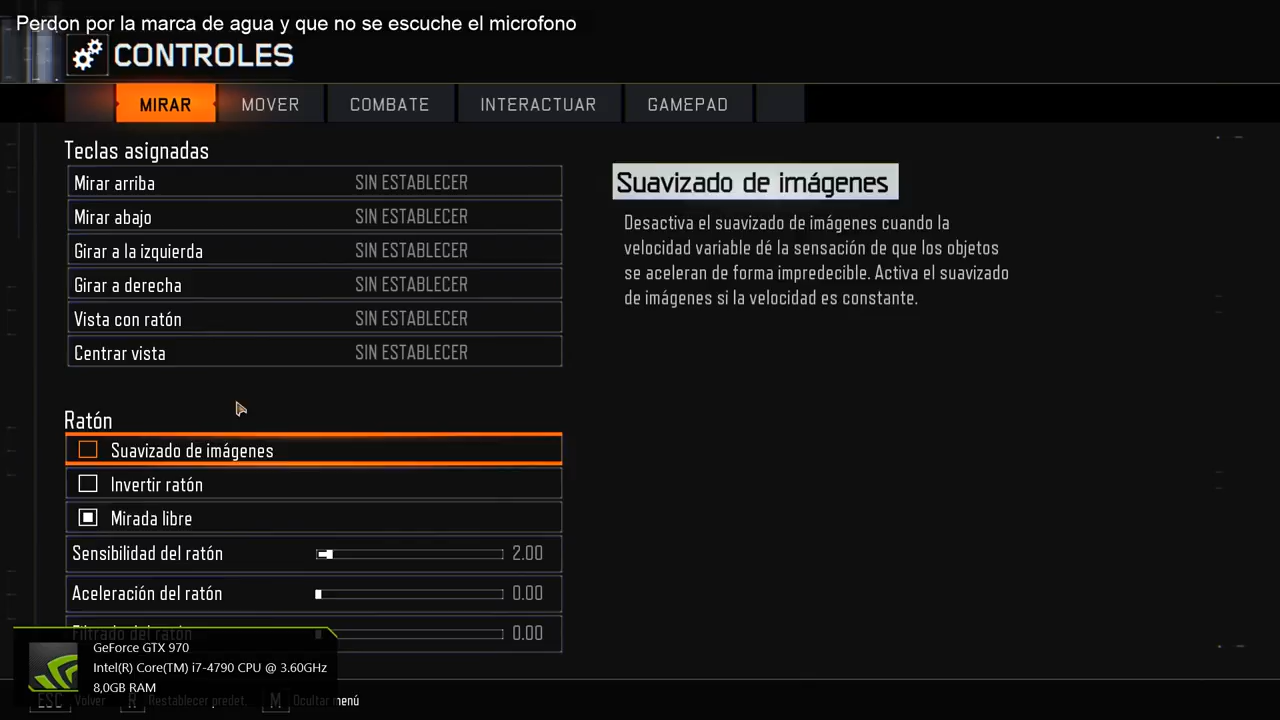 Perdon por la marca de agua y que no se escuche el microfono
CONTROLES
MIRAR MOVER COMBATE INTERACTUAR GAMEPAD
Teclas asignadas
Mirar arriba SIN ESTABLECER
Mirar abajo SIN ESTABLECER
Girar a la izquierda SIN ESTABLECER
Girar a derecha SIN ESTABLECER
Vista con ratón SIN ESTABLECER
Centrar vista SIN ESTABLECER
Ratón
Suavizado de imágenes
Invertir ratón
Mirada libre
Sensibilidad del ratón 2.00
Aceleración del ratón 0.00
Filtrado del ratón 0.00
Suavizado de imágenes
Desactiva el suavizado de imágenes cuando la
velocidad variable dé la sensación de que los objetos
se aceleran de forma impredecible. Activa el suavizado
de imágenes si la velocidad es constante.
GeForce GTX 970
Intel(R) Core(TM) i7-4790 CPU @ 3.60GHz
8,0GB RAM
ESC Volver R Restablecer predet. M Ocultar menú